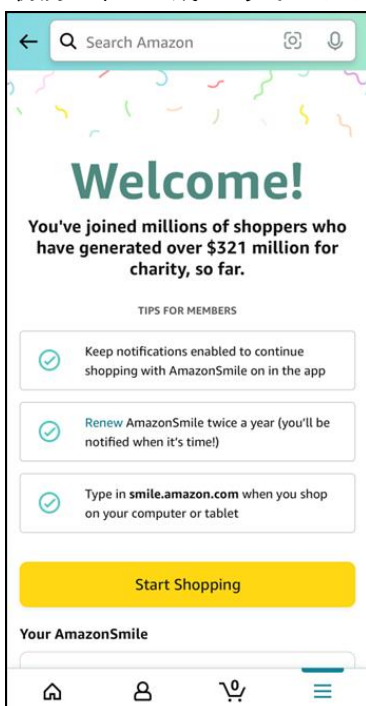 Search Amazon
Welcome!
You've joined millions of shoppers who
have generated over $321 million for
charity, so far.
TIPS FOR MEMBERS
Keep notifications enabled to continue
shopping with AmazonSmile on in the app
Renew AmazonSmile twice a year (you'll be
notified when it's time!)
Type in smile.amazon.com when you shop
on your computer or tablet
Start Shopping
Your AmazonSmile
0